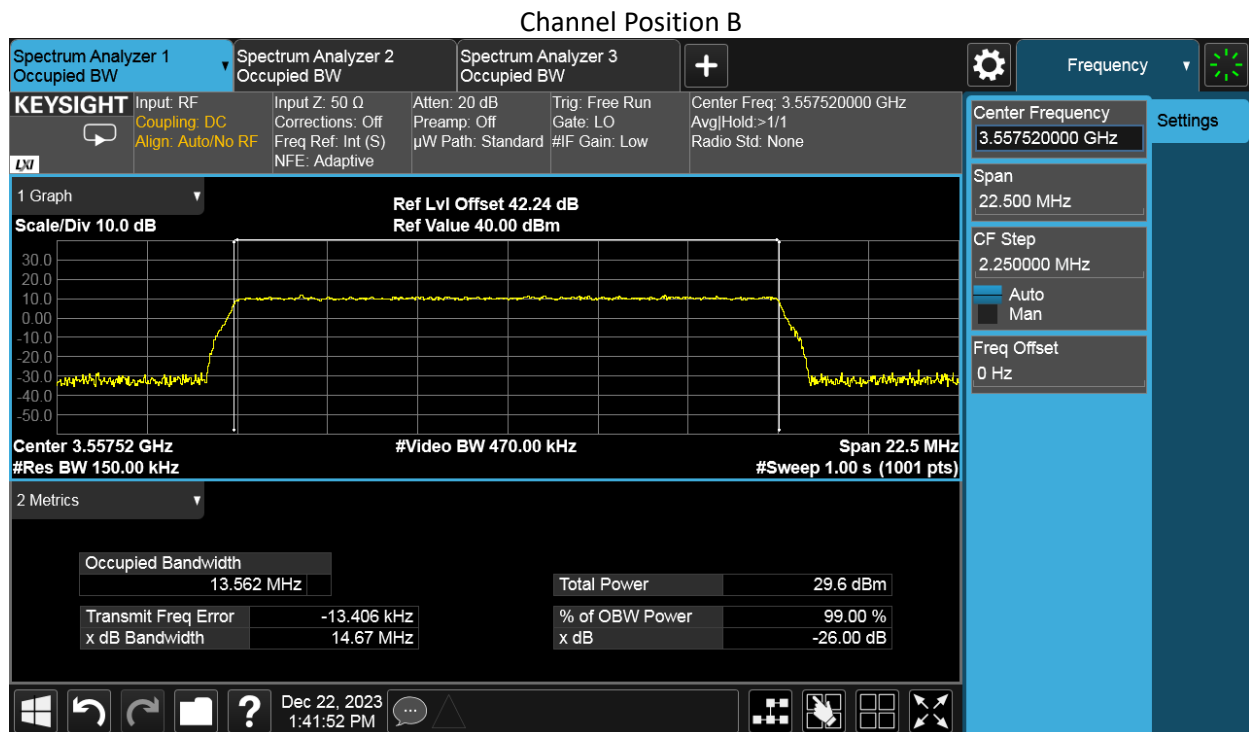 Channel Position B
Spectrum Analyzer 1
Occupied BW
Spectrum Analyzer 2
Occupied BW
Spectrum Analyzer 3
Occupied BW
Frequency
KEYSIGHT
LXI
Input: RF
Coupling: DC
Align: Auto/No RF
Input Z: 50 Ω
Corrections: Off
Freq Ref: Int (S)
NFE: Adaptive
Atten: 20 dB
Preamp: Off
µW Path: Standard
Trig: Free Run
Gate: LO
#IF Gain: Low
Center Freq: 3.557520000 GHz
Avg|Hold:>1/1
Radio Std: None
Center Frequency
3.557520000 GHz
Settings
Span
22.500 MHz
CF Step
2.250000 MHz
Auto
Man
Freq Offset
0 Hz
1 Graph
Scale/Div 10.0 dB
Ref Lvl Offset 42.24 dB
Ref Value 40.00 dBm
30.0
20.0
10.0
0.00
-10.0
-20.0
-30.0
-40.0
-50.0
Center 3.55752 GHz
#Res BW 150.00 kHz
#Video BW 470.00 kHz
Span 22.5 MHz
#Sweep 1.00 s (1001 pts)
2 Metrics
Occupied Bandwidth
13.562 MHz
Total Power 29.6 dBm
Transmit Freq Error -13.406 kHz
% of OBW Power 99.00 %
x dB Bandwidth 14.67 MHz
x dB -26.00 dB
?
Dec 22, 2023
1:41:52 PM